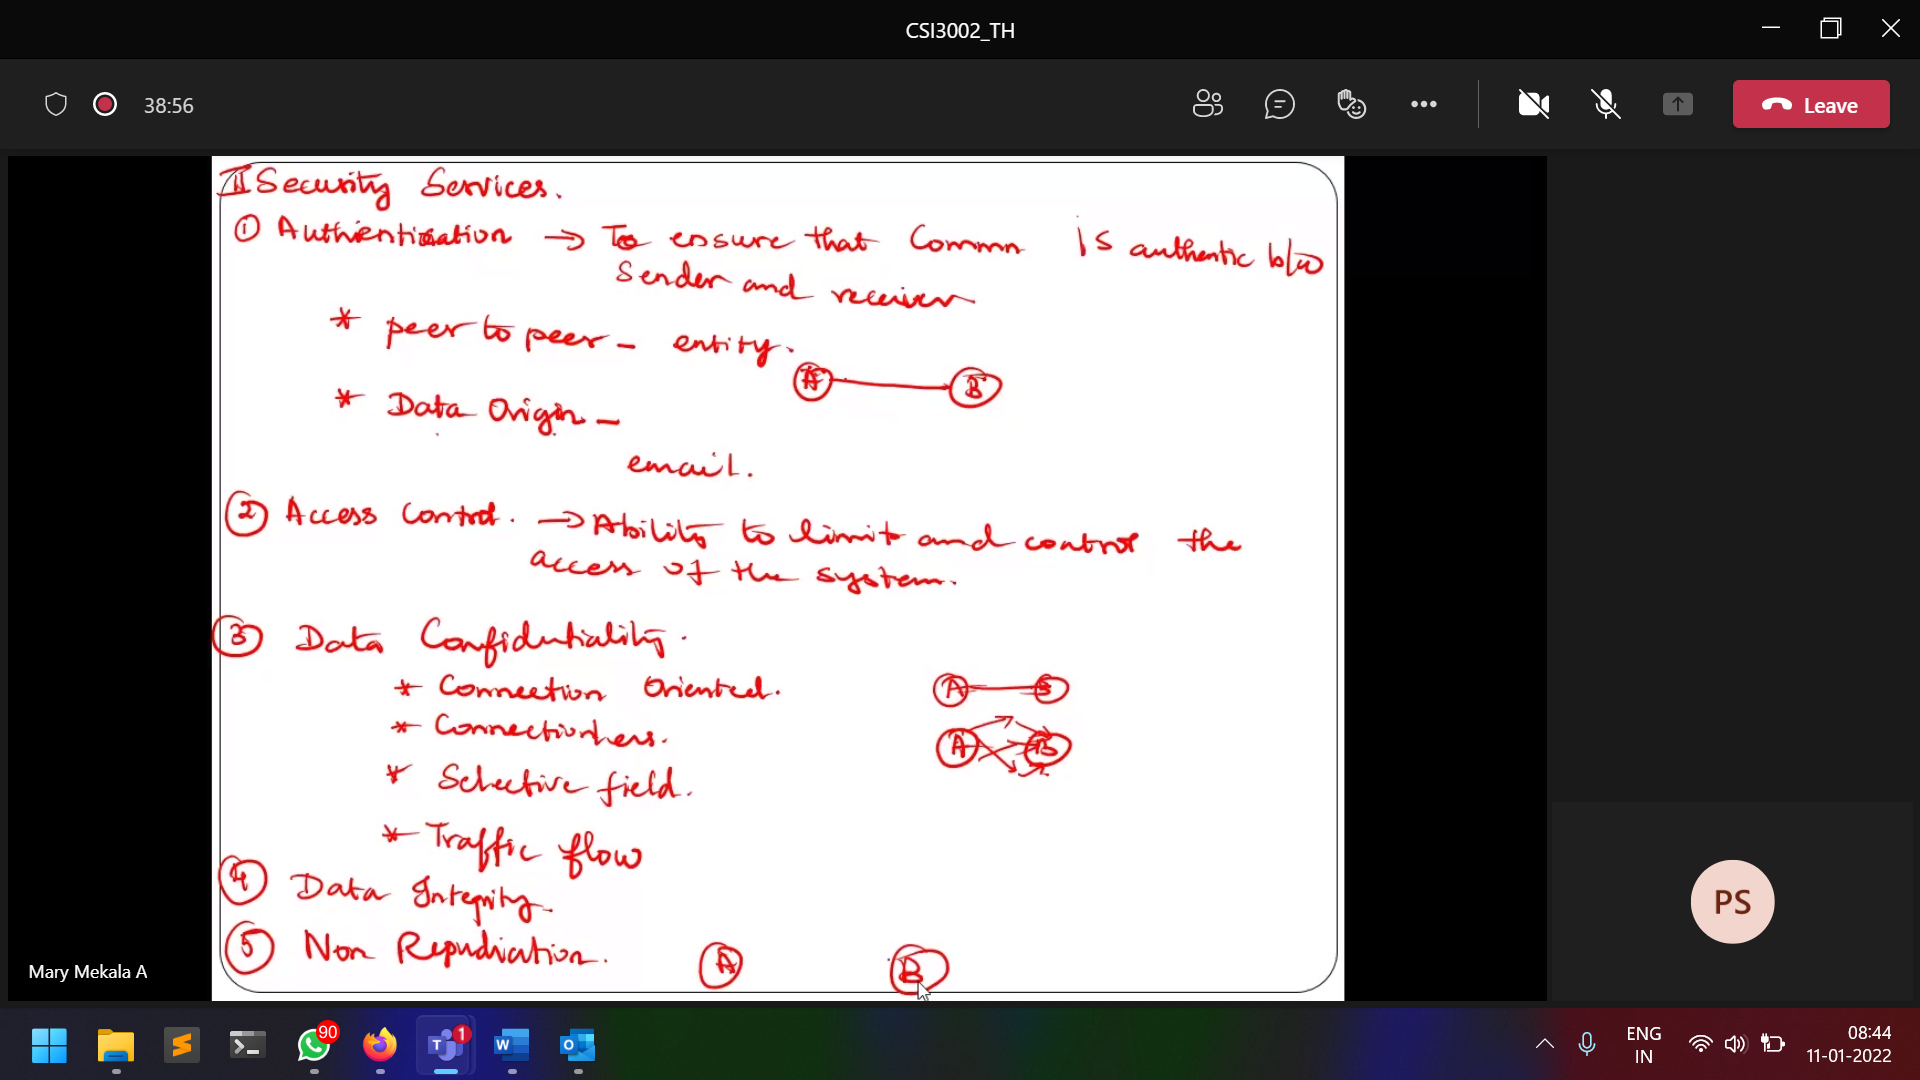 CSI3002_TH
38:56
Leave
II Security Services.
① Authentication → To ensure that Commn is authentic b/w
Sender and receiver
* peer to peer - entity.
A B
* Data Origin -
email.
② Access Control. → Ability to limit and control the
access of the system.
③ Data Confidentiality.
* Connection Oriented.
A B
* Connectionless.
A B
* Selective field.
* Traffic flow
④ Data Integrity.
⑤ Non Repudiation.
A B
Mary Mekala A
PS
90
1
ENG
IN
08:44
11-01-2022